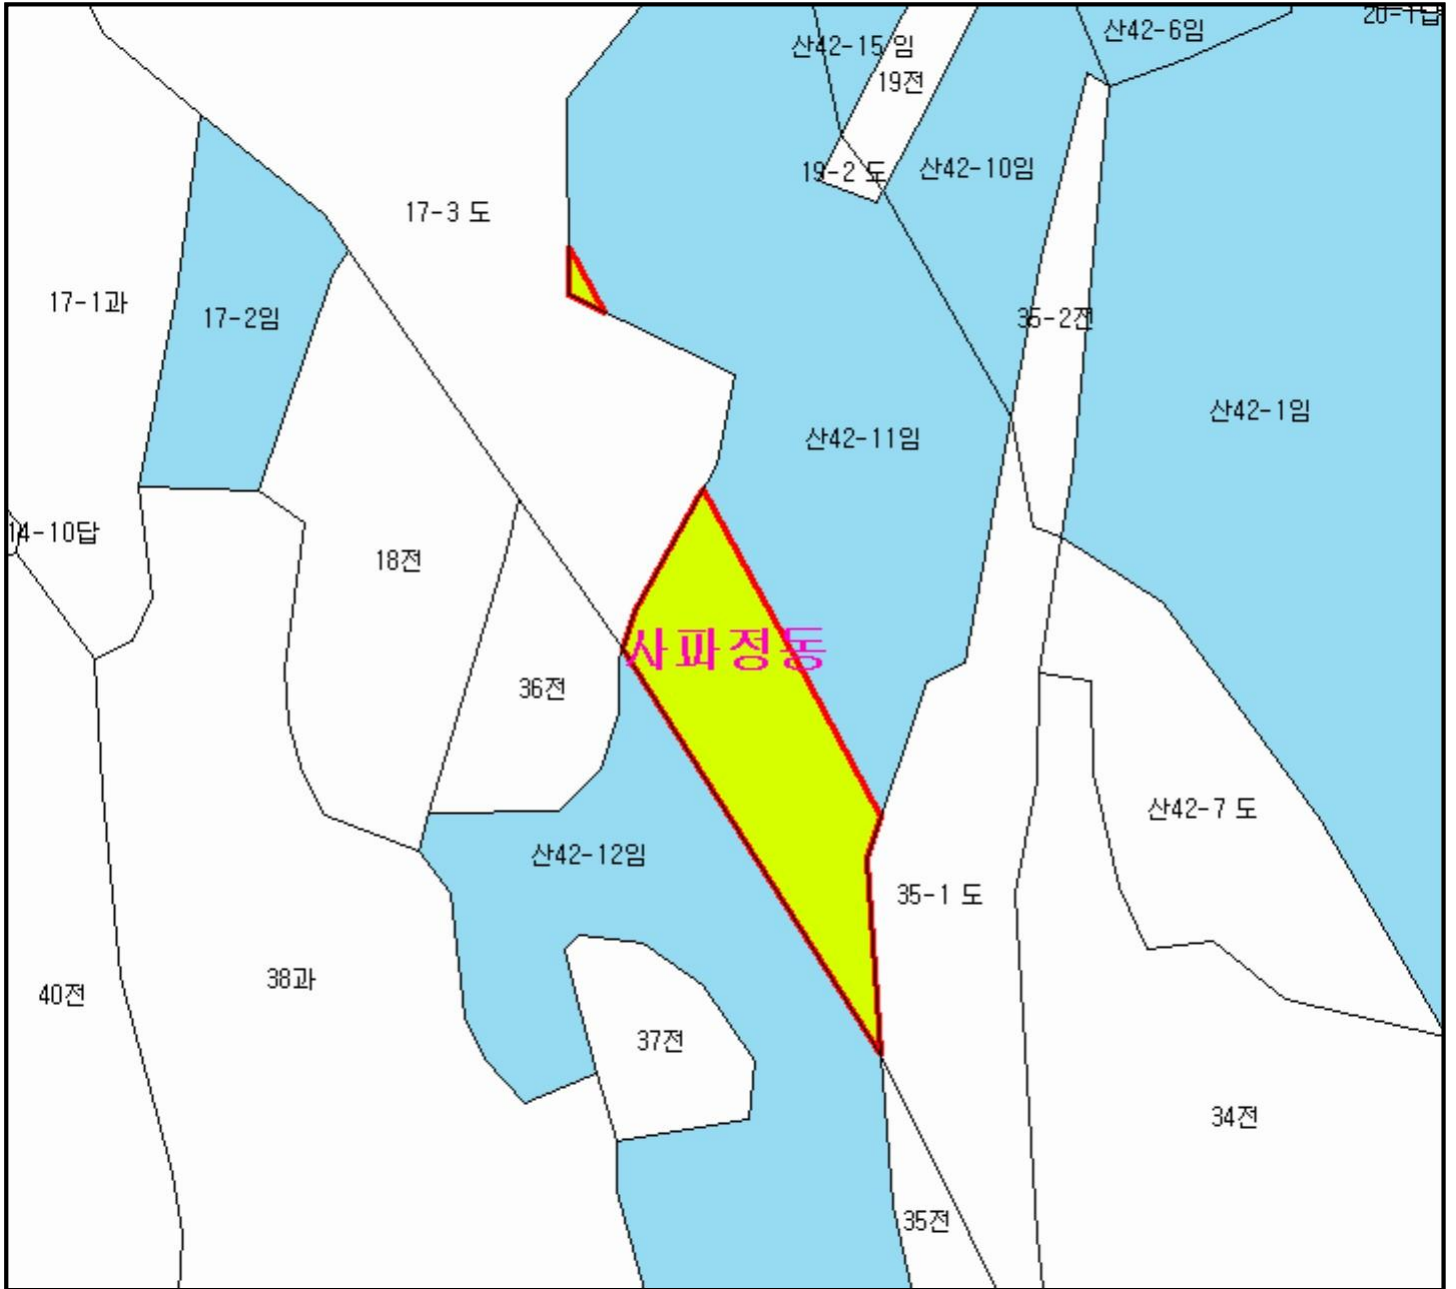 20-1답
산42-6임
산42-15 임
19전
19-2 도
산42-10임
17-3 도
17-1과
17-2임
35-2전
산42-1임
산42-11임
14-10답
18전
사파정동
36전
산42-7 도
산42-12임
35-1 도
38과
40전
37전
34전
35전